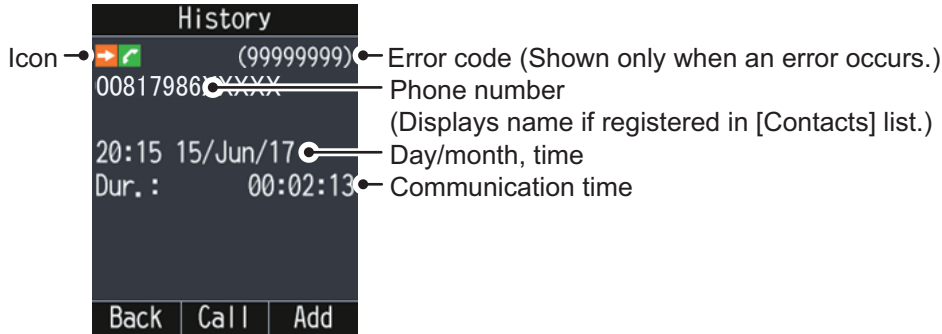 History
Icon
(99999999)
Error code (Shown only when an error occurs.)
00817986XXXXX
Phone number
(Displays name if registered in [Contacts] list.)
20:15 15/Jun/17
Day/month, time
Dur.: 00:02:13
Communication time
Back Call Add